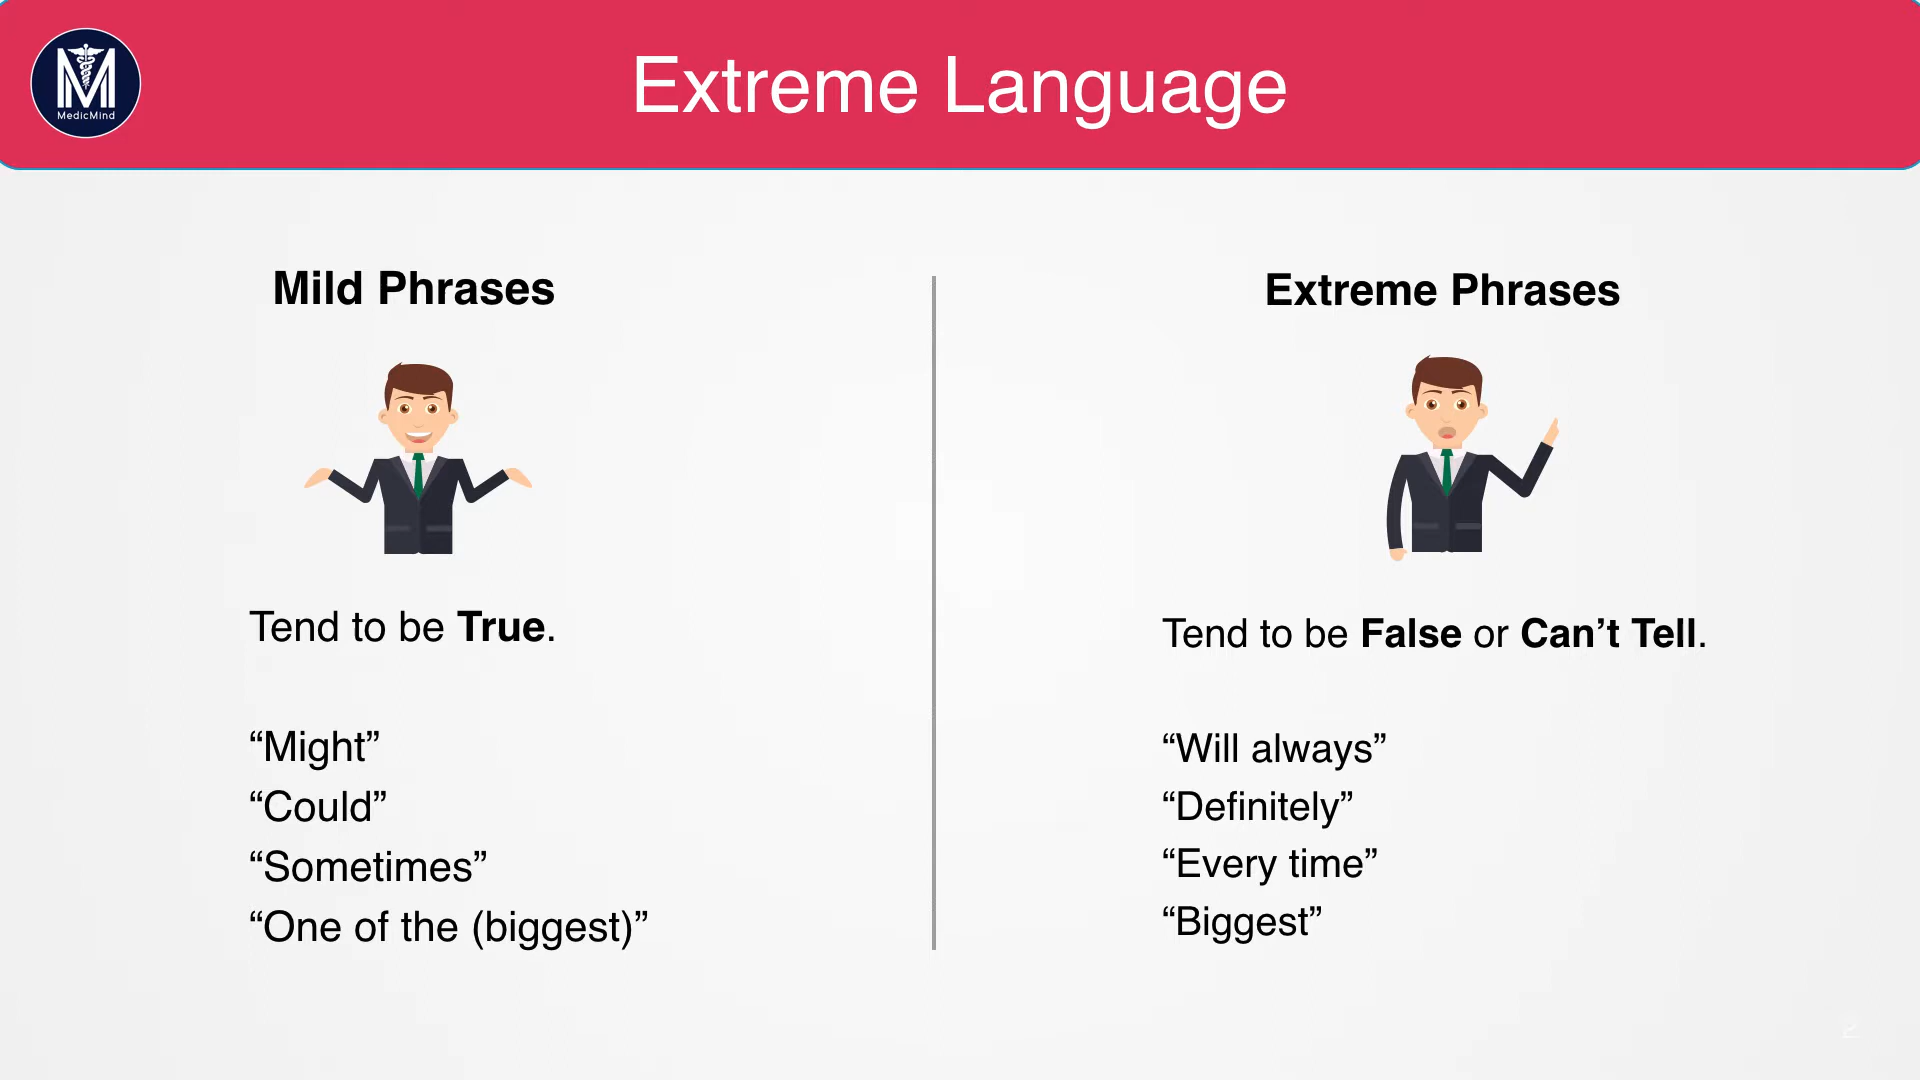 MedicMind
Extreme Language
Mild Phrases
Tend to be True.
“Might”
“Could”
“Sometimes”
“One of the (biggest)”
Extreme Phrases
Tend to be False or Can’t Tell.
“Will always”
“Definitely”
“Every time”
“Biggest”
2